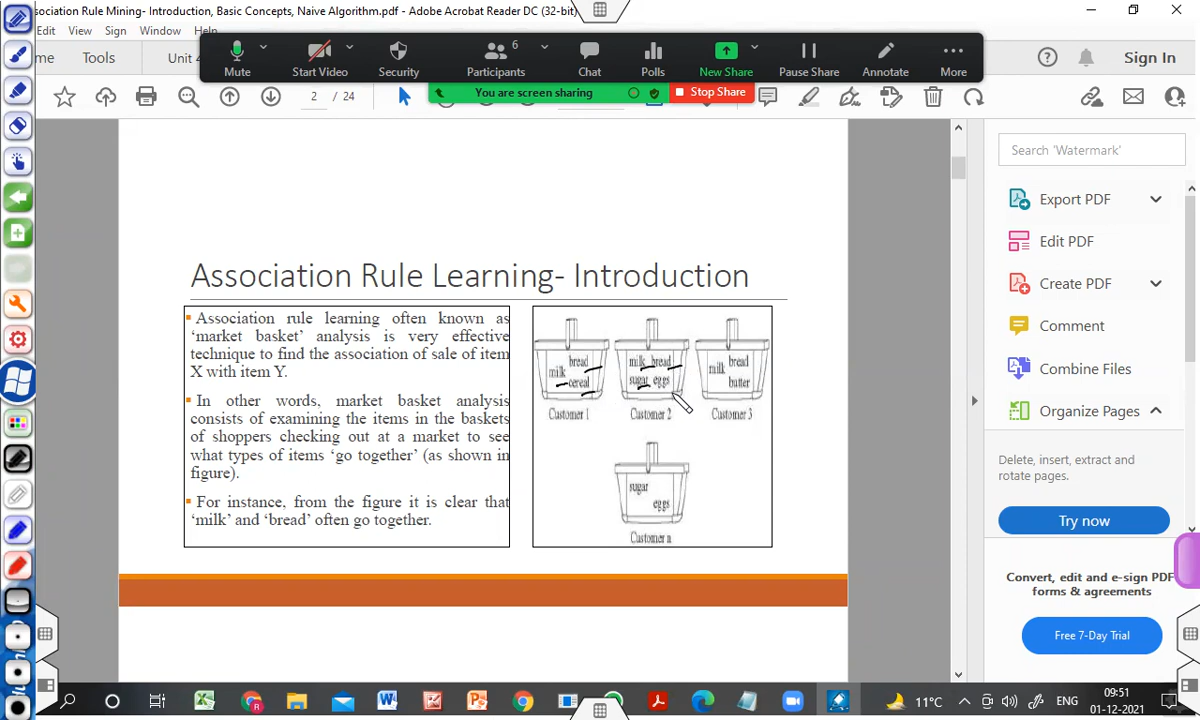 ssociation Rule Mining- Introduction, Basic Concepts, Naive Algorithm.pdf - Adobe Acrobat Reader DC (32-bit)
Edit View Sign Window Help
me Tools Unit 4
Mute Start Video Security Participants 6 Chat Polls New Share Pause Share Annotate More
Sign In
You are screen sharing Stop Share
2 / 24
Search 'Watermark'
Export PDF
Edit PDF
Create PDF
Comment
Combine Files
Organize Pages
Delete, insert, extract and
rotate pages.
Try now
Convert, edit and e-sign PDF
forms & agreements
Free 7-Day Trial
Association Rule Learning- Introduction
Association rule learning often known as
‘market basket’ analysis is very effective
technique to find the association of sale of item
X with item Y.
In other words, market basket analysis
consists of examining the items in the baskets
of shoppers checking out at a market to see
what types of items ‘go together’ (as shown in
figure).
For instance, from the figure it is clear that
‘milk’ and ‘bread’ often go together.
bread
milk
cereal
Customer 1
milk bread
sugar eggs
Customer 2
bread
milk
butter
Customer 3
sugar
eggs
Customer n
11°C
ENG
09:51
01-12-2021